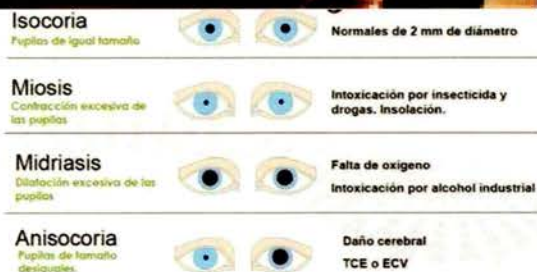 Isocoria
Pupilas de igual tamaño
Normales de 2 mm de diámetro
Miosis
Contracción excesiva de
las pupilas
Intoxicación por insecticida y
drogas. Insolación.
Midriasis
Dilatación excesiva de las
pupilas
Falta de oxigeno
Intoxicación por alcohol industrial
Anisocoria
Pupilas de tamaño
desiguales.
Daño cerebral
TCE o ECV